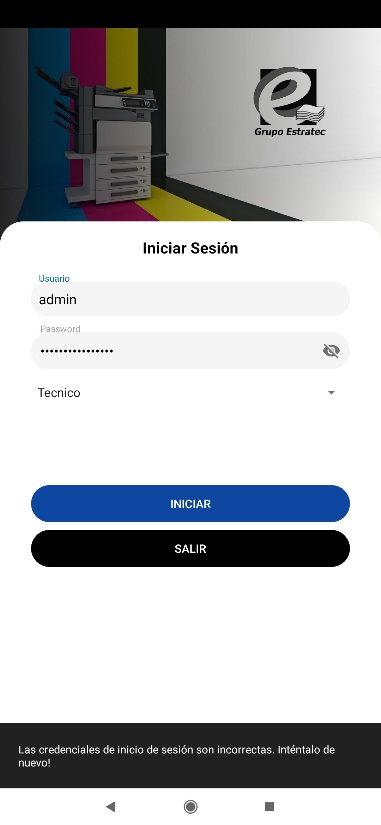 Grupo Estratec
Iniciar Sesión
Usuario
admin
Password
••••••••••••••••
Tecnico
INICIAR
SALIR
Las credenciales de inicio de sesión son incorrectas. Inténtalo de
nuevo!